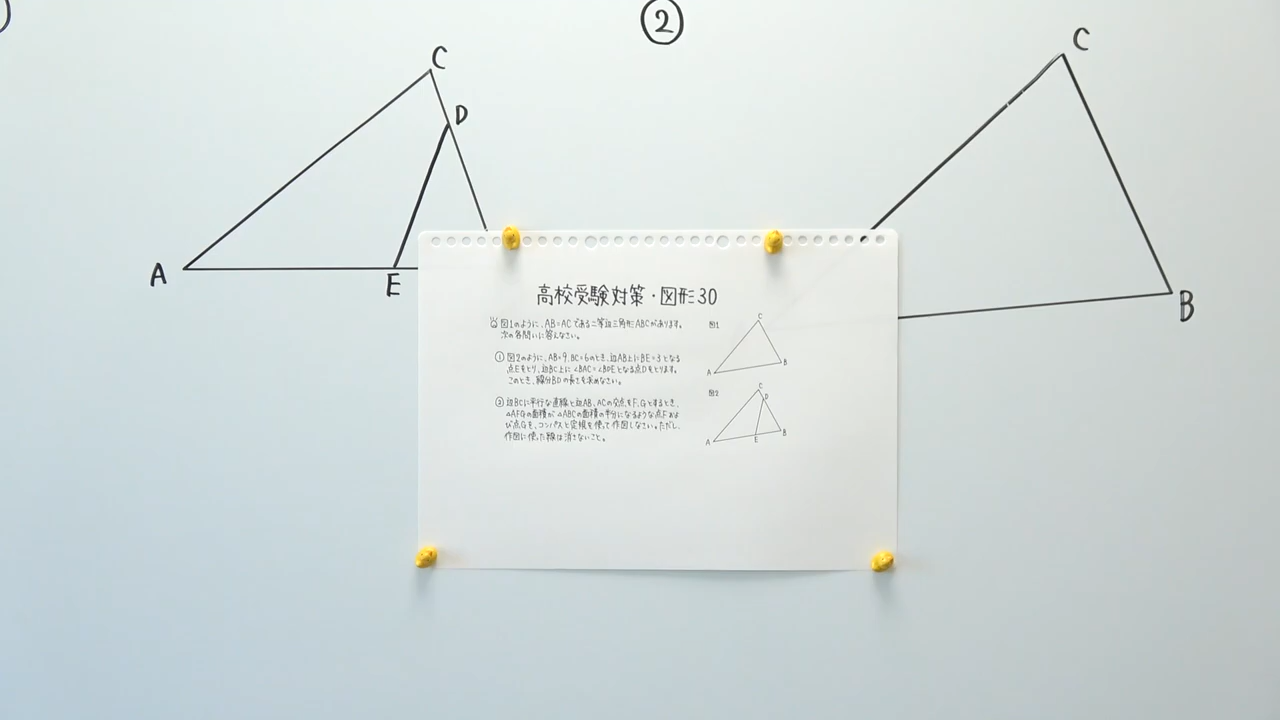 ②
C
D
A
E
C
B
高校受験対策・図形30
図1のように、AB=ACである二等辺三角形ABCがあります。
次の各問いに答えなさい。
① 図2のように、AB=9、BC=6のとき、辺AB上にBE=3となる
点Eをとり、辺BC上に∠BAC=∠BDEとなる点Dをとります。
このとき、線分BDの長さを求めなさい。
② 辺BCに平行な直線と辺AB、ACの交点をF、Gとするとき、
△AFGの面積が△ABCの面積の半分になるような点Fおよ
び点Gを、コンパスと定規を使って作図しなさい。ただし、
作図に使った線は消さないこと。
図1
C
A
B
図2
C
D
A
E
B